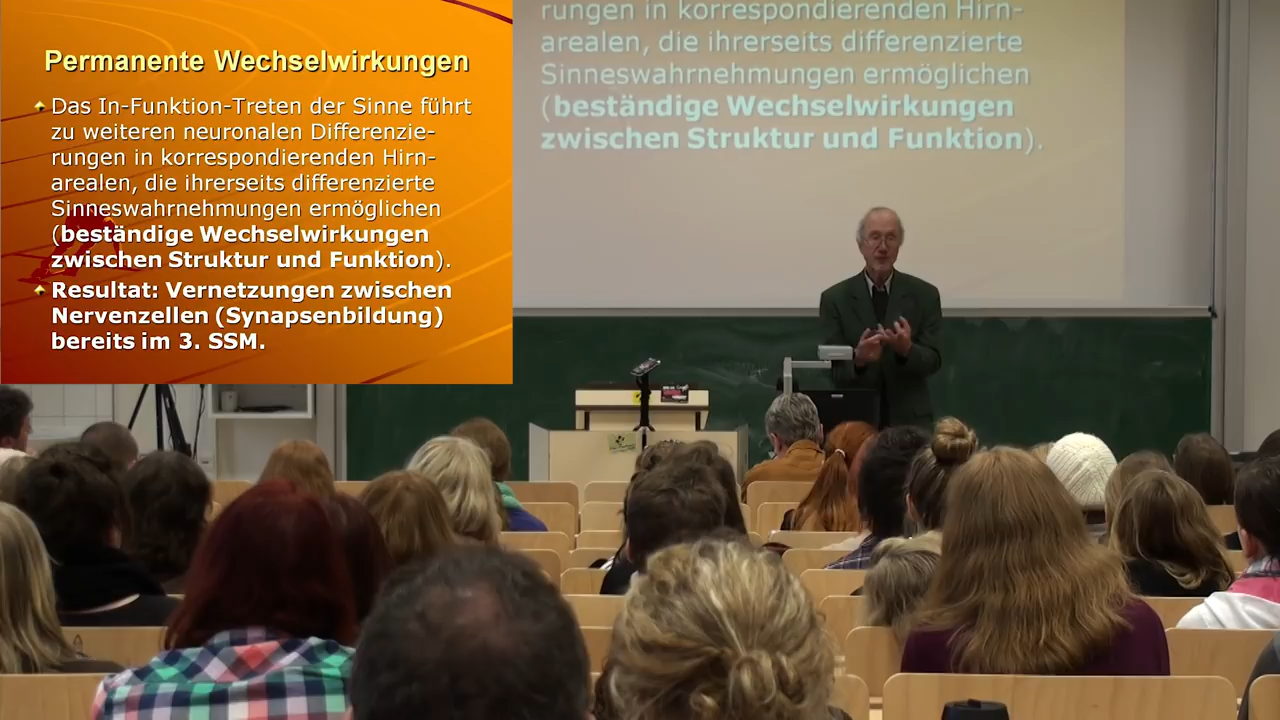 Permanente Wechselwirkungen
Das In-Funktion-Treten der Sinne führt
zu weiteren neuronalen Differenzie-
rungen in korrespondierenden Hirn-
arealen, die ihrerseits differenzierte
Sinneswahrnehmungen ermöglichen
(beständige Wechselwirkungen
zwischen Struktur und Funktion).
Resultat: Vernetzungen zwischen
Nervenzellen (Synapsenbildung)
bereits im 3. SSM.
rungen in korrespondierenden Hirn-
arealen, die ihrerseits differenzierte
Sinneswahrnehmungen ermöglichen
(beständige Wechselwirkungen
zwischen Struktur und Funktion).